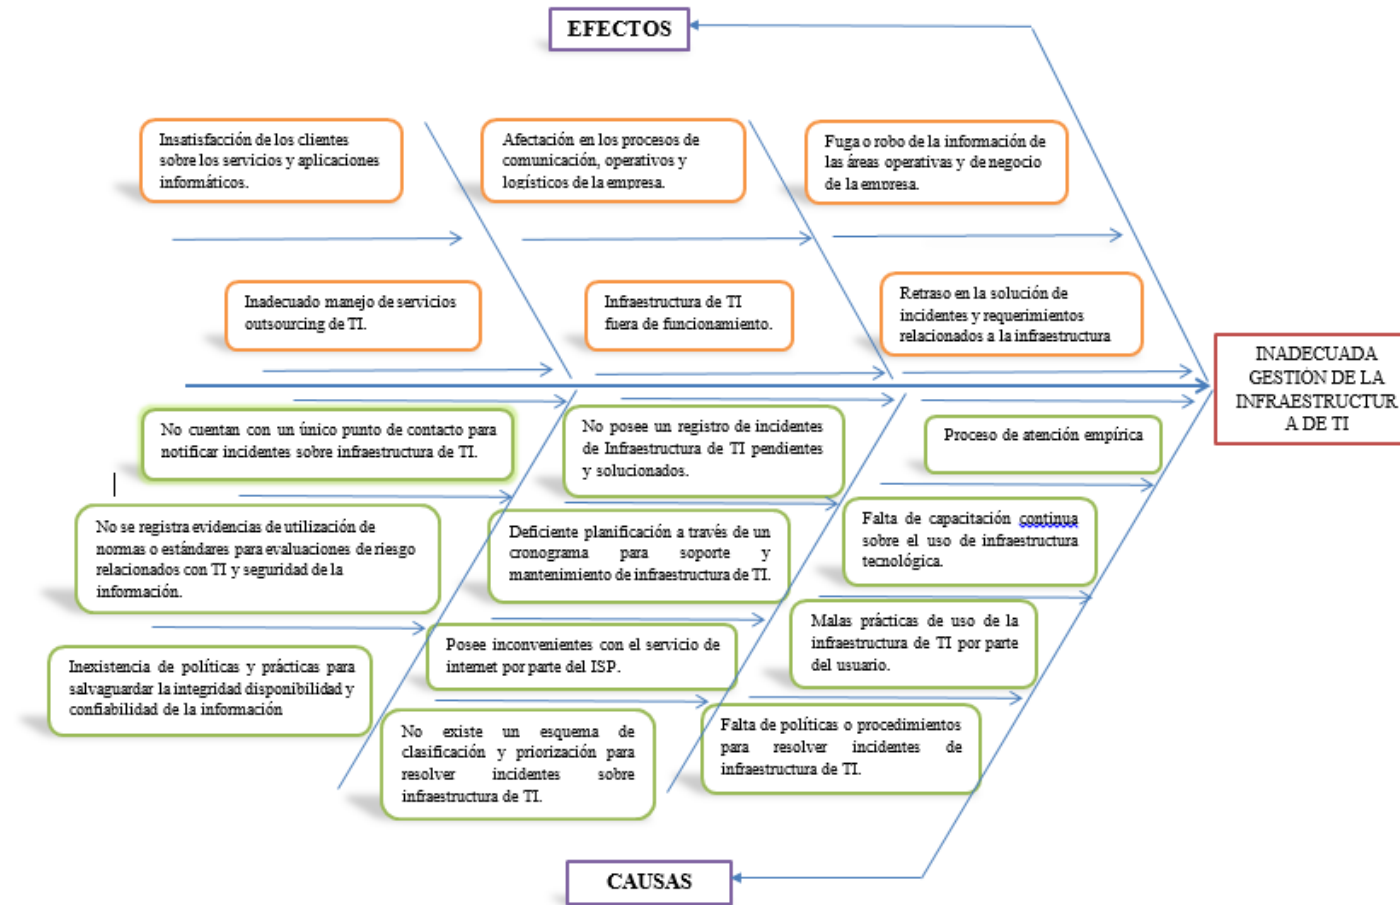 EFECTOS
Insatisfacción de los clientes
sobre los servicios y aplicaciones
informáticos.
Afectación en los procesos de
comunicación, operativos y
logísticos de la empresa.
Fuga o robo de la información de
las áreas operativas y de negocio
de la empresa.
Inadecuado manejo de servicios
outsourcing de TI.
Infraestructura de TI
fuera de funcionamiento.
Retraso en la solución de
incidentes y requerimientos
relacionados a la infraestructura
INADECUADA
GESTIÓN DE LA
INFRAESTRUCTUR
A DE TI
No cuentan con un único punto de contacto para
notificar incidentes sobre infraestructura de TI.
No posee un registro de incidentes
de Infraestructura de TI pendientes
y solucionados.
Proceso de atención empírica
No se registra evidencias de utilización de
normas o estándares para evaluaciones de riesgo
relacionados con TI y seguridad de la
información.
Deficiente planificación a través de un
cronograma para soporte y
mantenimiento de infraestructura de TI.
Falta de capacitación continua
sobre el uso de infraestructura
tecnológica.
Inexistencia de políticas y prácticas para
salvaguardar la integridad disponibilidad y
confiabilidad de la información
Posee inconvenientes con el servicio de
internet por parte del ISP.
Malas prácticas de uso de la
infraestructura de TI por parte
del usuario.
No existe un esquema de
clasificación y priorización para
resolver incidentes sobre
infraestructura de TI.
Falta de políticas o procedimientos
para resolver incidentes de
infraestructura de TI.
CAUSAS